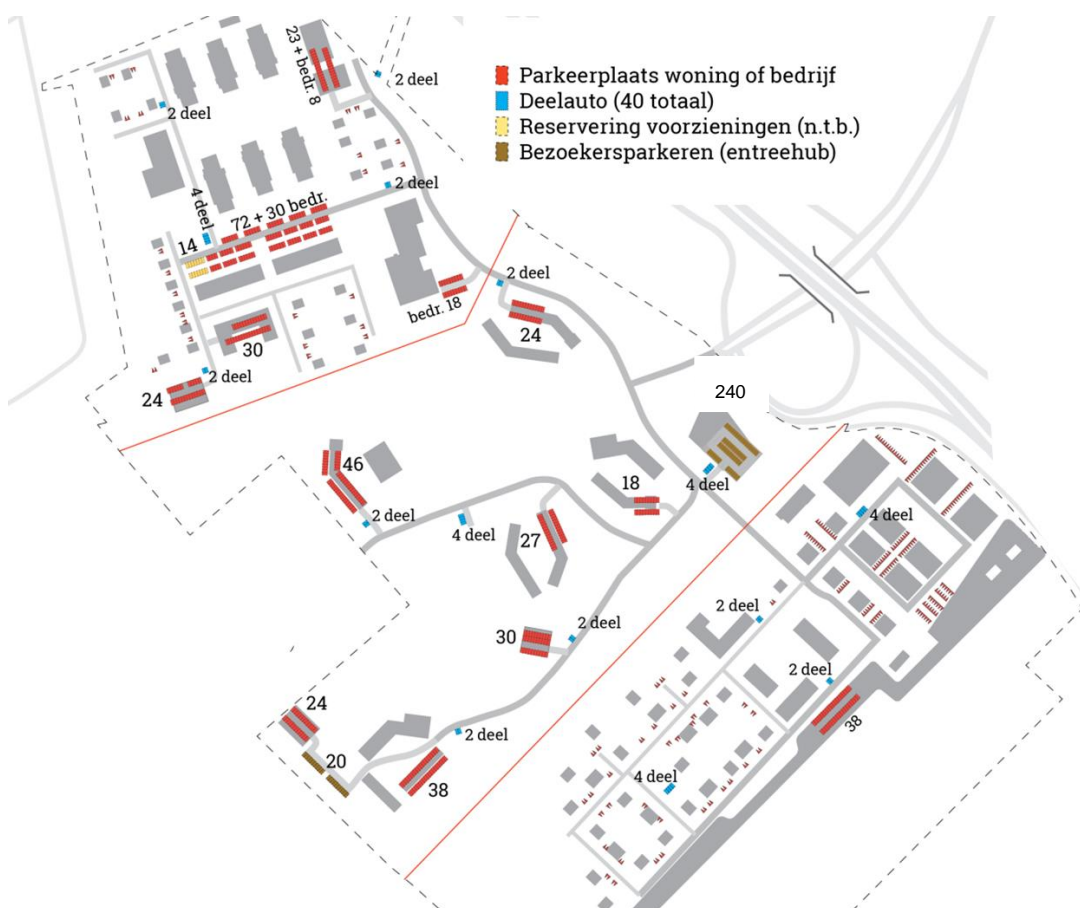 23 + bedr. 8
2 deel
2 deel
Parkeerplaats woning of bedrijf
Deelauto (40 totaal)
Reservering voorzieningen (n.t.b.)
Bezoekersparkeren (entreehub)
2 deel
4 deel
72 + 30 bedr.
14
2 deel
bedr. 18
24
30
2 deel
24
240
46
18
4 deel
2 deel
4 deel
4 deel
27
2 deel
2 deel
30
2 deel
24
2 deel
38
20
4 deel
38